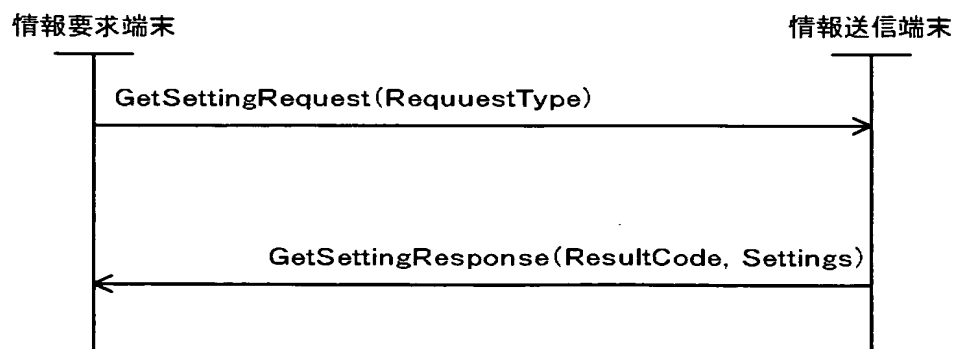 情報要求端末
情報送信端末
GetSettingRequest(RequuestType)
GetSettingResponse(ResultCode, Settings)